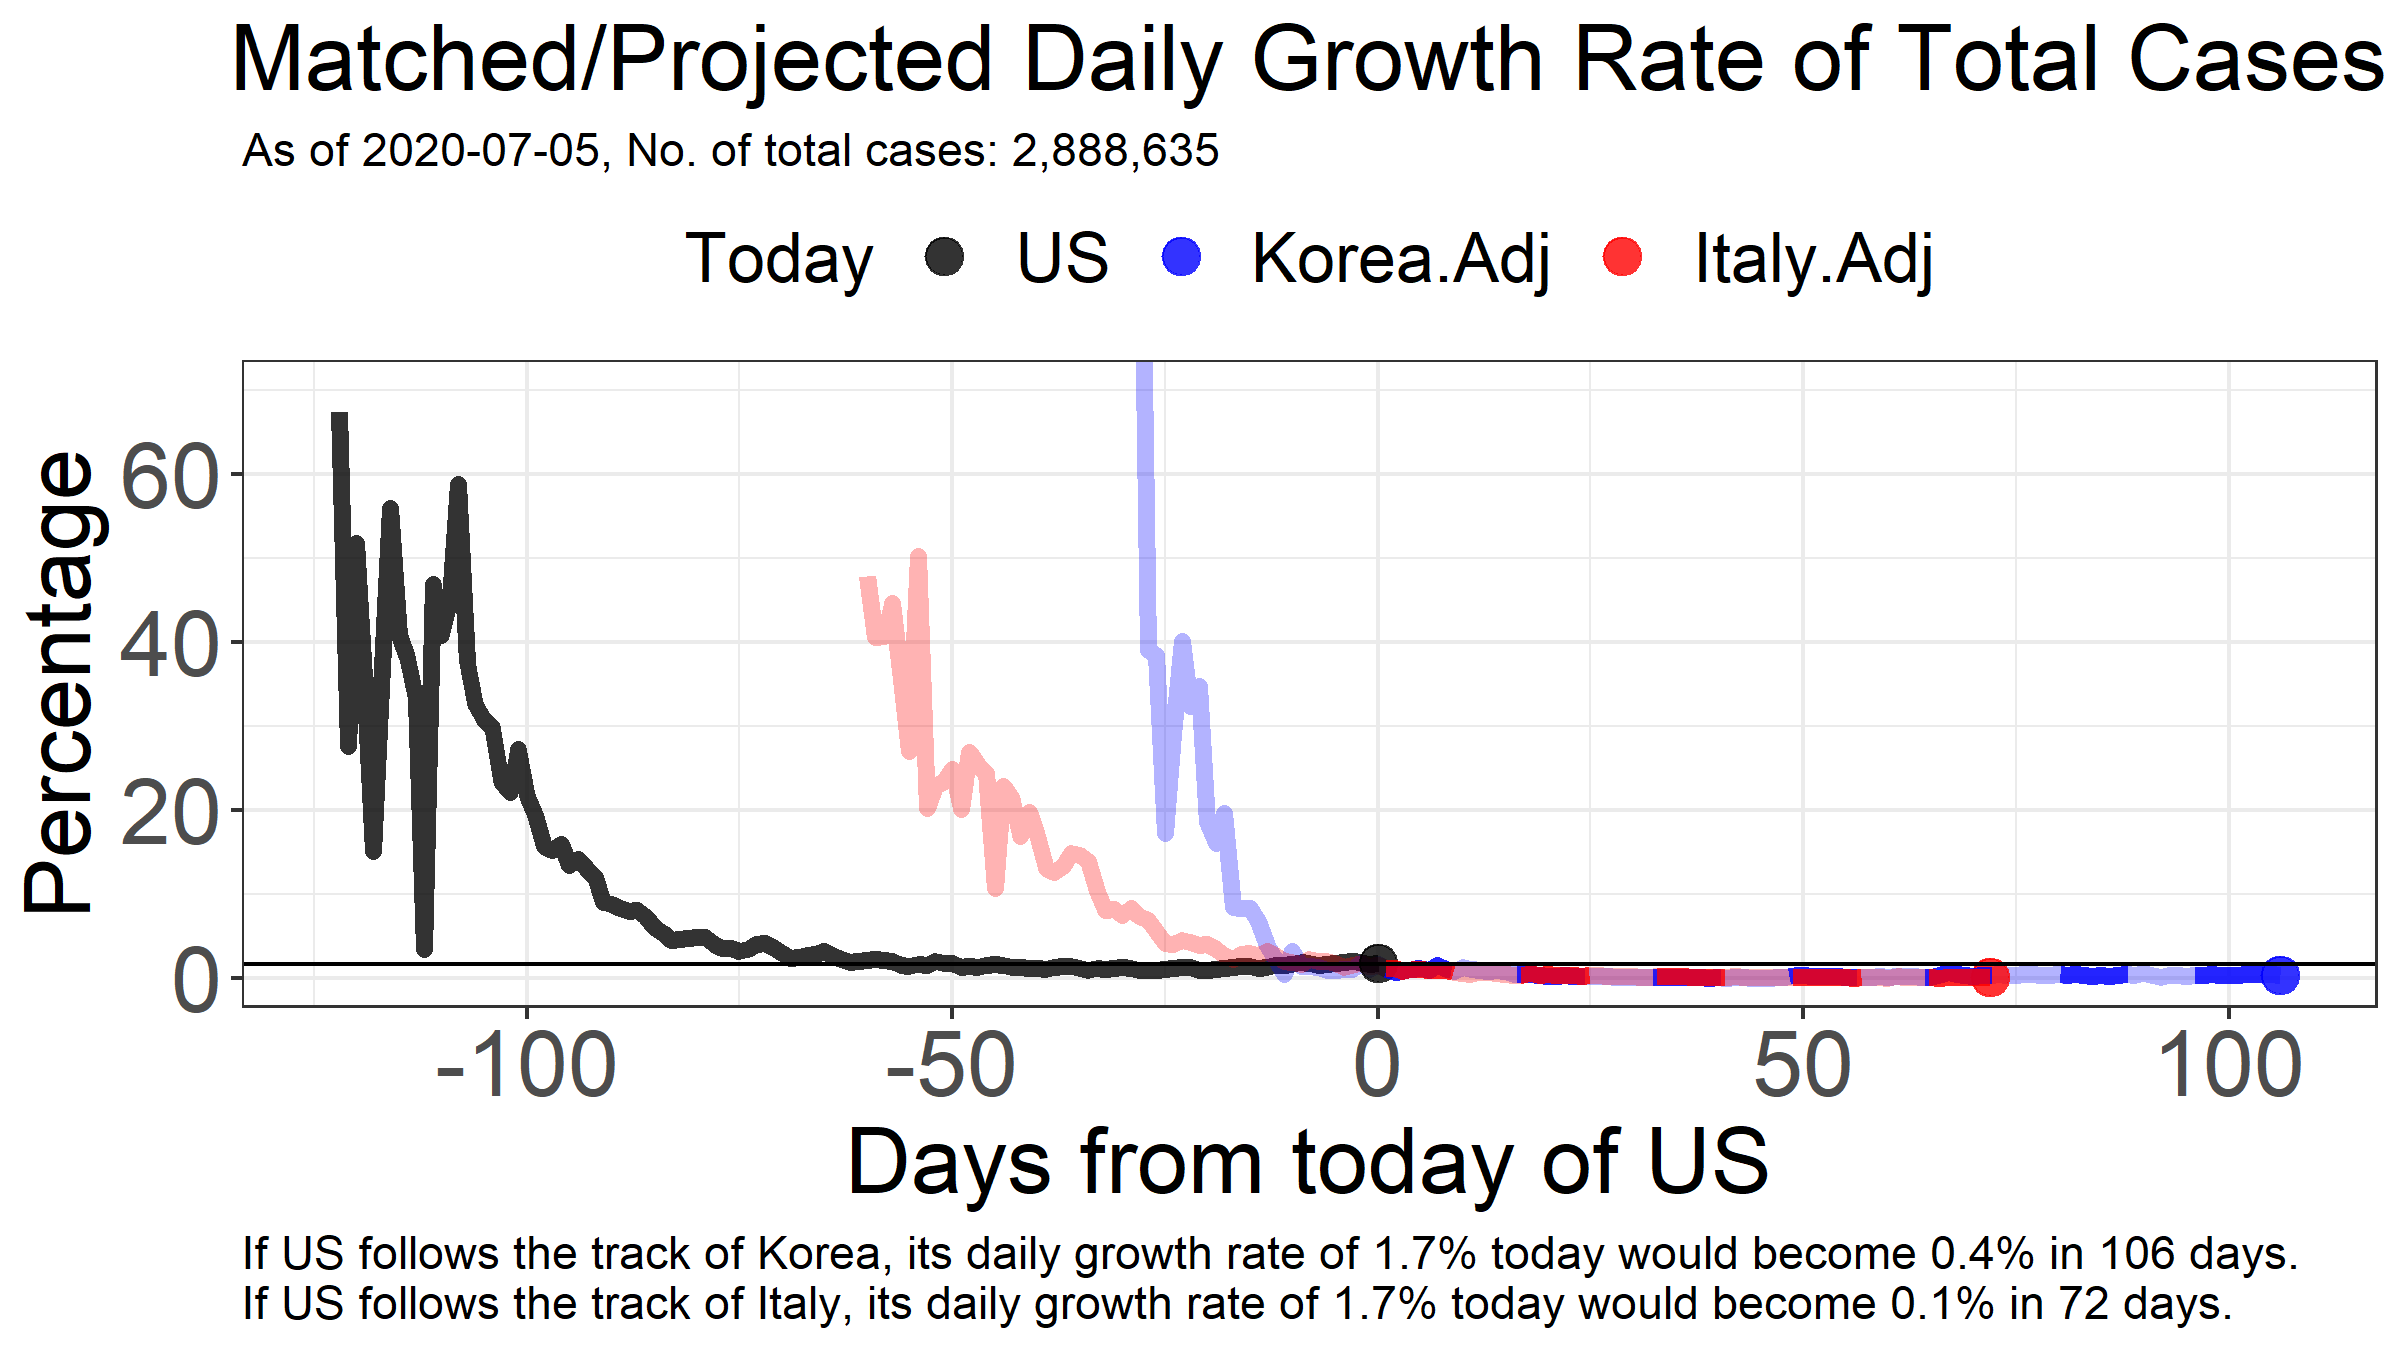 Matched/Projected Daily Growth Rate of Total Cases
As of 2020-07-05, No. of total cases: 2,888,635
Today US Korea.Adj Italy.Adj
Percentage
60
40
20
0
-100 -50 0 50 100
Days from today of US
If US follows the track of Korea, its daily growth rate of 1.7% today would become 0.4% in 106 days.
If US follows the track of Italy, its daily growth rate of 1.7% today would become 0.1% in 72 days.